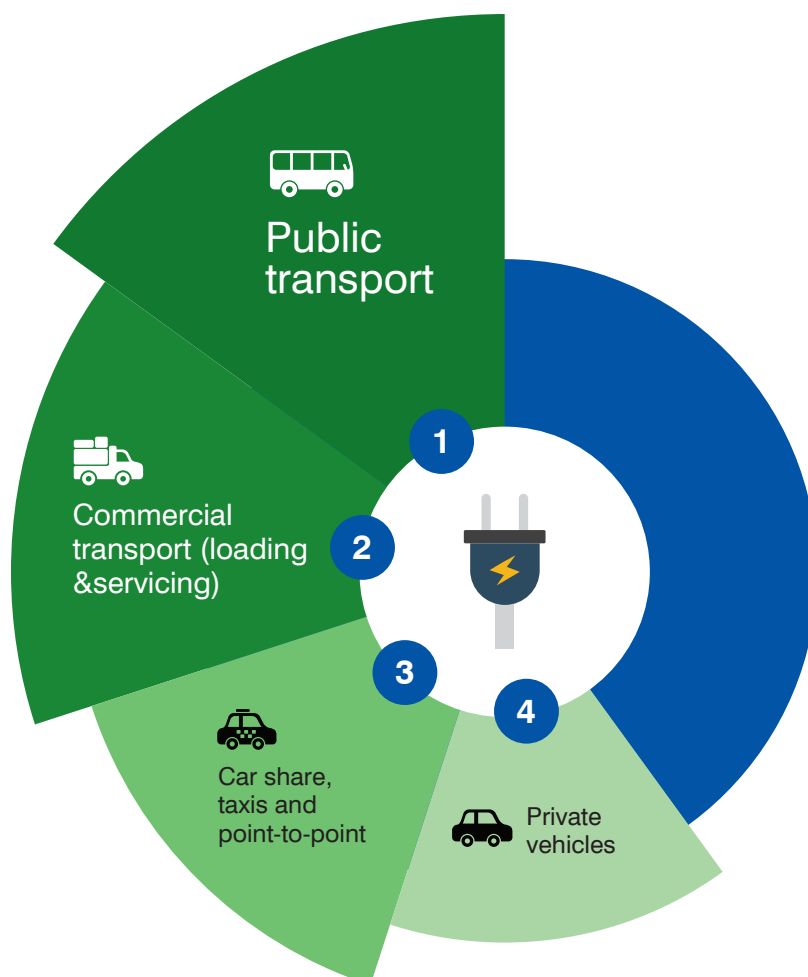 Public
transport
1
Commercial
transport (loading
&servicing)
2
3
Car share,
taxis and
point-to-point
4
Private
vehicles